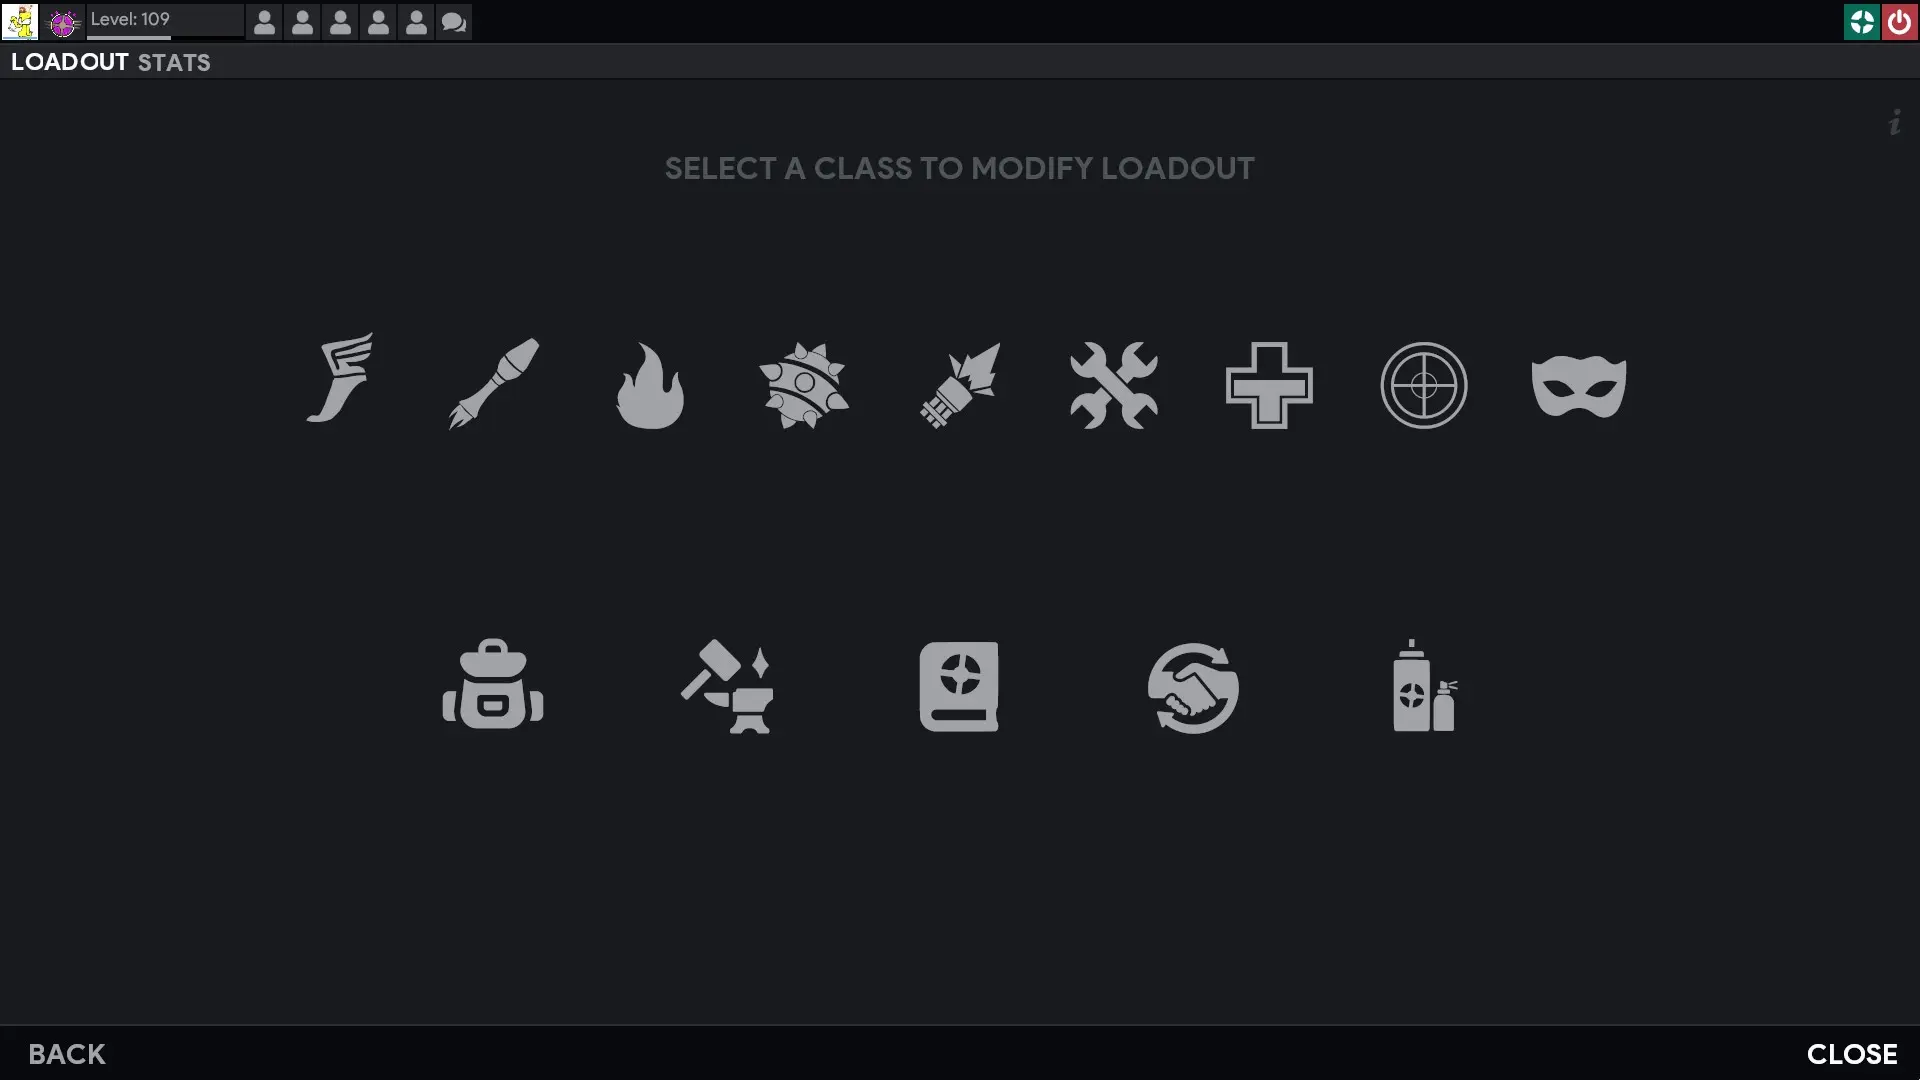 Level: 109
LOADOUT STATS
SELECT A CLASS TO MODIFY LOADOUT
BACK
CLOSE